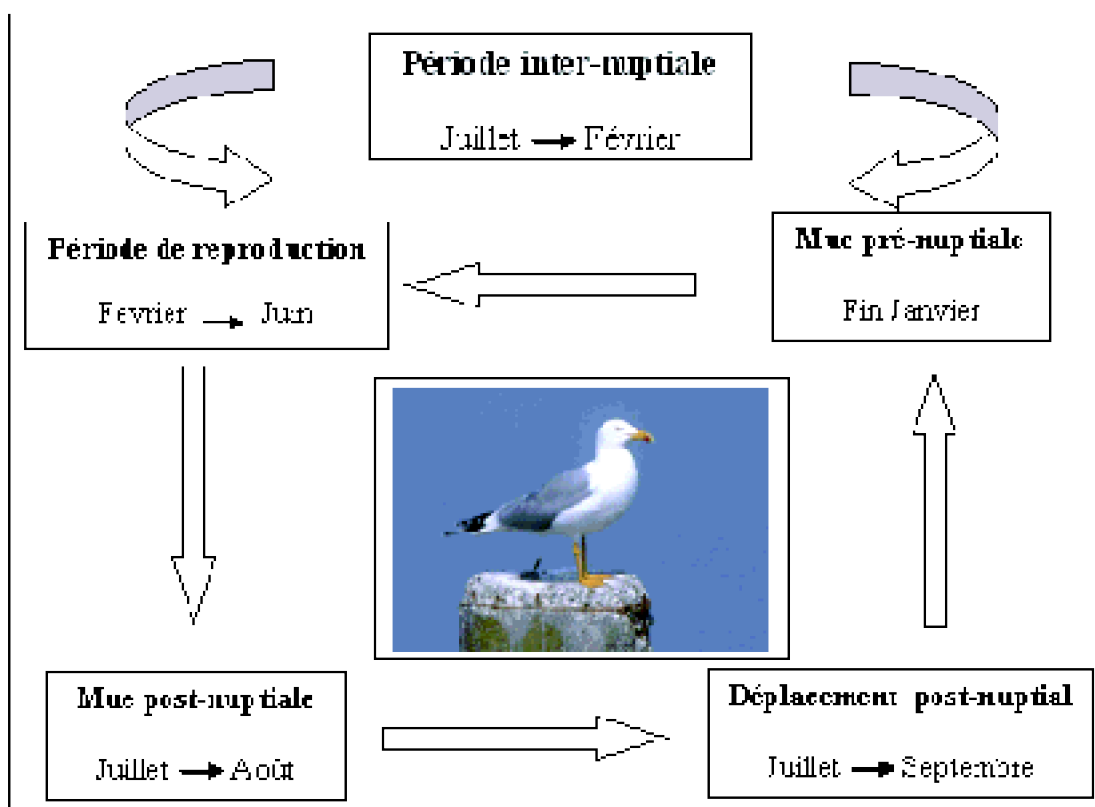 Période inter-nuptiale
Juillet → Février
Période de reproduction
Fevrier → Juin
Mue pré-nuptiale
Fin Janvier
Mue post-nuptiale
Juillet → Août
Déplacement post-nuptial
Juillet → Septembre